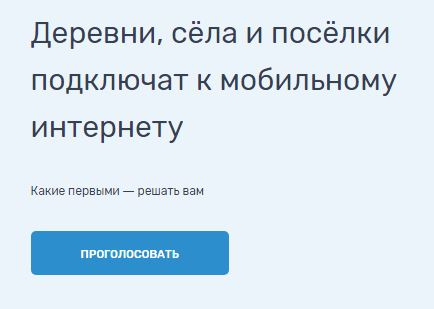 Деревни, сёла и посёлки
подключат к мобильному
интернету
Какие первыми — решать вам
ПРОГОЛОСОВАТЬ